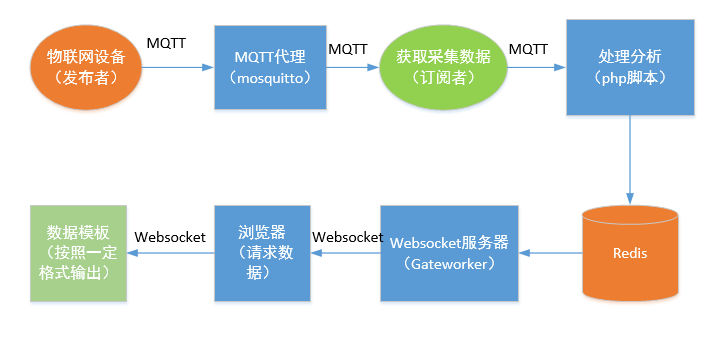 物联网设备
（发布者）
MQTT
MQTT代理
（mosquitto）
MQTT
获取采集数据
（订阅者）
MQTT
处理分析
（php脚本）
数据模板
（按照一定
格式输出）
Websocket
浏览器
（请求数
据）
Websocket
Websocket服务器
（Gateworker）
Redis